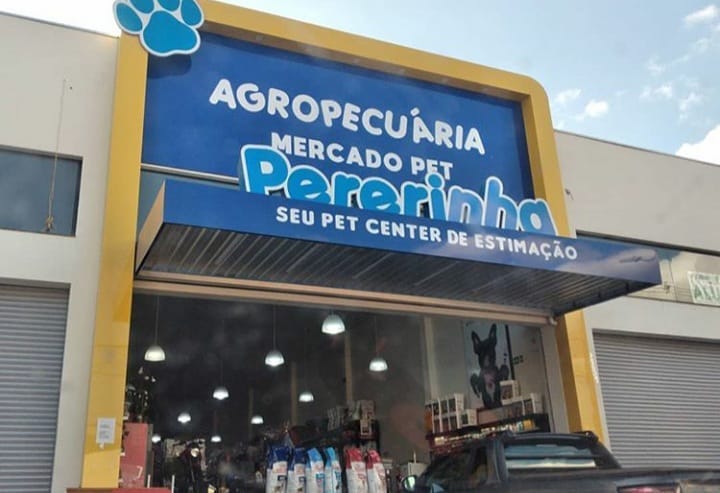 AGROPECUÁRIA
MERCADO PET
Pererinha
SEU PET CENTER DE ESTIMAÇÃO